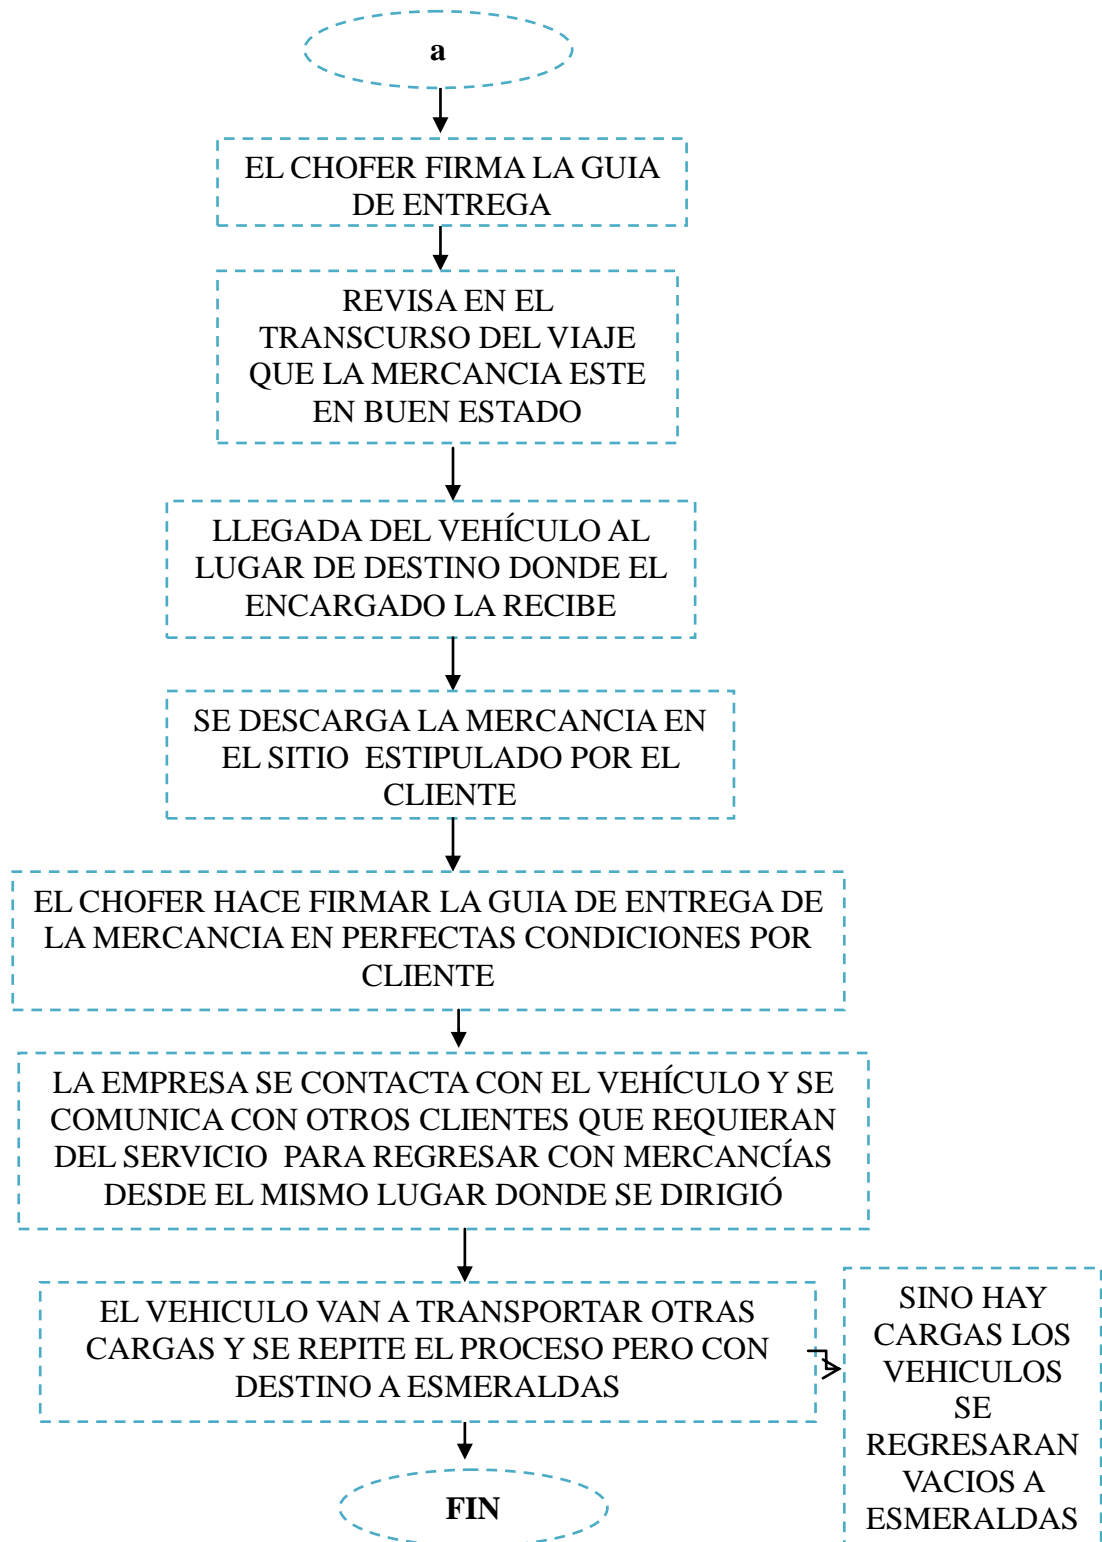 a
EL CHOFER FIRMA LA GUIA
DE ENTREGA
REVISA EN EL
TRANSCURSO DEL VIAJE
QUE LA MERCANCIA ESTE
EN BUEN ESTADO
LLEGADA DEL VEHÍCULO AL
LUGAR DE DESTINO DONDE EL
ENCARGADO LA RECIBE
SE DESCARGA LA MERCANCIA EN
EL SITIO ESTIPULADO POR EL
CLIENTE
EL CHOFER HACE FIRMAR LA GUIA DE ENTREGA DE
LA MERCANCIA EN PERFECTAS CONDICIONES POR
CLIENTE
LA EMPRESA SE CONTACTA CON EL VEHÍCULO Y SE
COMUNICA CON OTROS CLIENTES QUE REQUIERAN
DEL SERVICIO PARA REGRESAR CON MERCANCÍAS
DESDE EL MISMO LUGAR DONDE SE DIRIGIÓ
EL VEHICULO VAN A TRANSPORTAR OTRAS
CARGAS Y SE REPITE EL PROCESO PERO CON
DESTINO A ESMERALDAS
SINO HAY
CARGAS LOS
VEHICULOS
SE
REGRESARAN
VACIOS A
ESMERALDAS
FIN